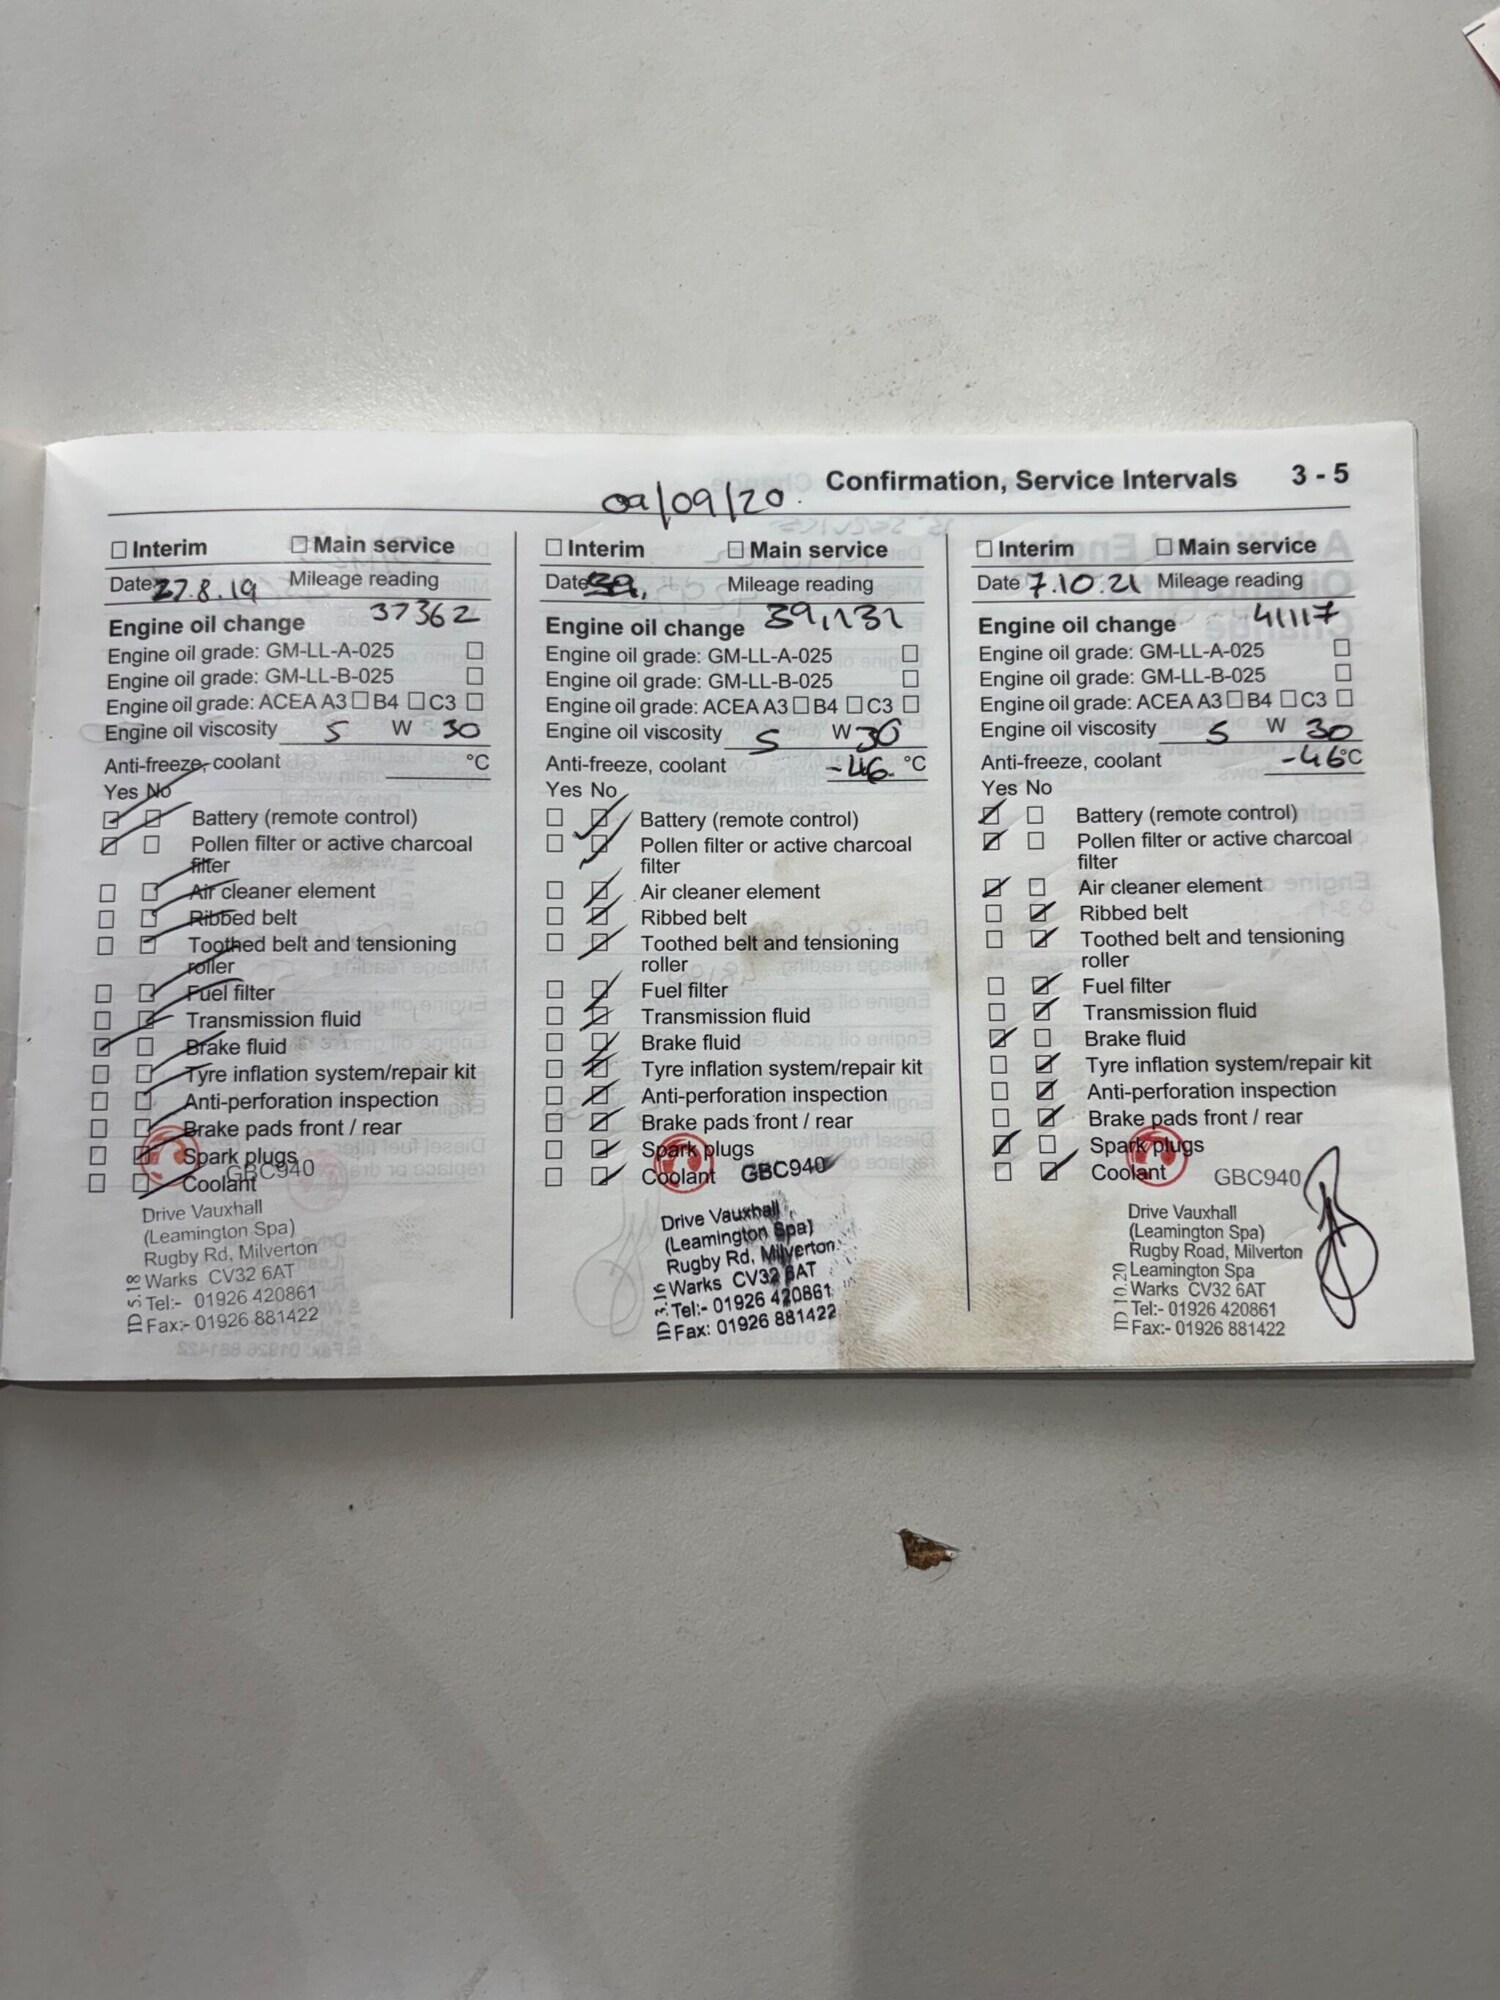 Confirmation, Service Intervals 3 - 5
09/09/20.
Interim Main service
Date 27.8.19 Mileage reading
37362
Engine oil change
Engine oil grade: GM-LL-A-025
Engine oil grade: GM-LL-B-025
Engine oil grade: ACEA A3 B4 C3
Engine oil viscosity 5 W 30
Anti-freeze, coolant °C
Yes No
Battery (remote control)
Pollen filter or active charcoal
filter
Air cleaner element
Ribbed belt
Toothed belt and tensioning
roller
Fuel filter
Transmission fluid
Brake fluid
Tyre inflation system/repair kit
Anti-perforation inspection
Brake pads front / rear
Spark plugs
GBC940
Coolant
Drive Vauxhall
(Leamington Spa)
Rugby Rd, Milverton
Warks CV32 6AT
Tel:- 01926 420861
Fax:- 01926 881422
ID 5.18
Interim Main service
Date 39, Mileage reading
39,131
Engine oil change
Engine oil grade: GM-LL-A-025
Engine oil grade: GM-LL-B-025
Engine oil grade: ACEA A3 B4 C3
Engine oil viscosity 5 W 30
Anti-freeze, coolant -46 °C
Yes No
Battery (remote control)
Pollen filter or active charcoal
filter
Air cleaner element
Ribbed belt
Toothed belt and tensioning
roller
Fuel filter
Transmission fluid
Brake fluid
Tyre inflation system/repair kit
Anti-perforation inspection
Brake pads front / rear
Spark plugs
Coolant GBC940
Drive Vauxhall
(Leamington Spa)
Rugby Rd, Milverton
Warks CV32 6AT
Tel:- 01926 420861
Fax: 01926 881422
Interim Main service
Date 7.10.21 Mileage reading
41117
Engine oil change
Engine oil grade: GM-LL-A-025
Engine oil grade: GM-LL-B-025
Engine oil grade: ACEA A3 B4 C3
Engine oil viscosity 5 W 30
Anti-freeze, coolant -46°C
Yes No
Battery (remote control)
Pollen filter or active charcoal
filter
Air cleaner element
Ribbed belt
Toothed belt and tensioning
roller
Fuel filter
Transmission fluid
Brake fluid
Tyre inflation system/repair kit
Anti-perforation inspection
Brake pads front / rear
Spark plugs
Coolant GBC940
Drive Vauxhall
(Leamington Spa)
Rugby Road, Milverton
Leamington Spa
Warks CV32 6AT
Tel:- 01926 420861
Fax:- 01926 881422
ID 10.20